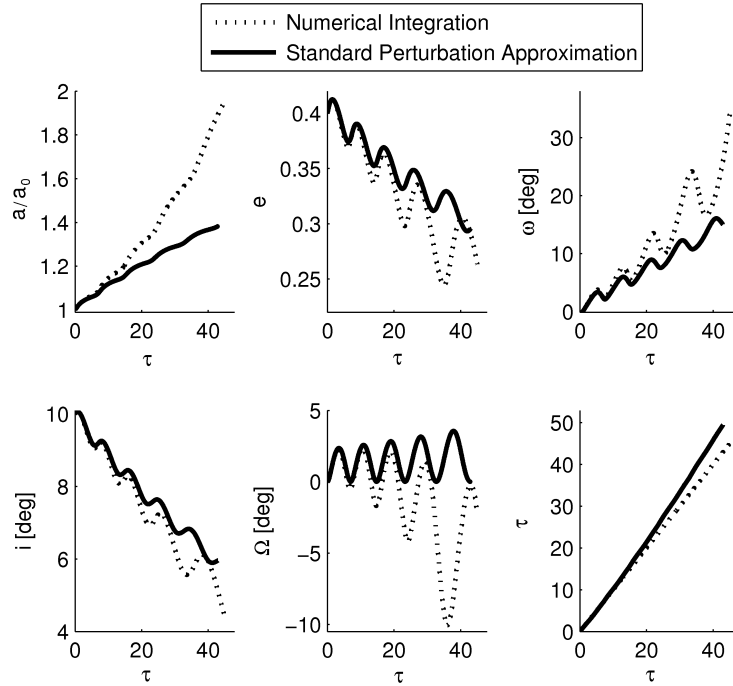 Numerical Integration
Standard Perturbation Approximation
2
1.8
1.6
1.4
1.2
1
a/a₀
0 20 40
τ
0.4
0.35
0.3
0.25
e
0 20 40
τ
30
20
10
0
ω [deg]
0 20 40
τ
10
8
6
4
i [deg]
0 20 40
τ
5
0
−5
−10
Ω [deg]
0 20 40
τ
50
40
30
20
10
0
τ
0 20 40
τ